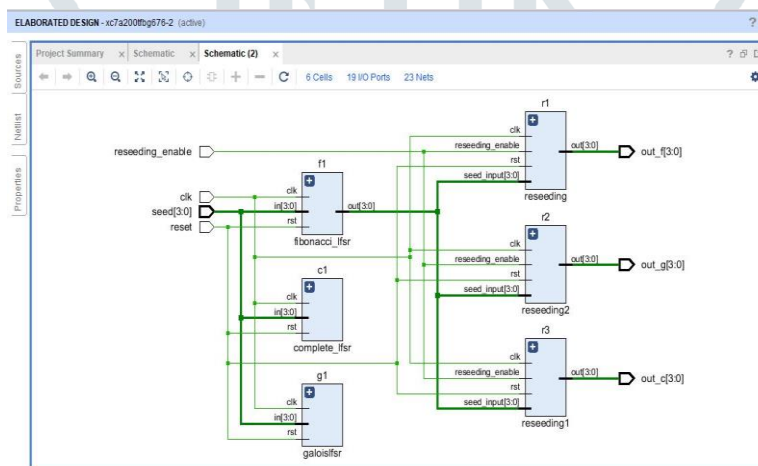 ELABORATED DESIGN - xc7a200tfbg676-2 (active)
?
Sources
Netlist
Properties
Project Summary x Schematic x Schematic (2) x
6 Cells 19 I/O Ports 23 Nets
reseeding_enable
clk
seed[3:0]
reset
f1
clk
in[3:0] out[3:0]
rst
fibonacci_lfsr
c1
clk
in[3:0]
rst
complete_lfsr
g1
clk
in[3:0]
rst
galoislfsr
r1
clk
reseeding_enable out[3:0]
rst
seed_input[3:0]
reseeding
out_f[3:0]
r2
clk
reseeding_enable out[3:0]
rst
seed_input[3:0]
reseeding2
out_g[3:0]
r3
clk
reseeding_enable out[3:0]
rst
seed_input[3:0]
reseeding1
out_c[3:0]